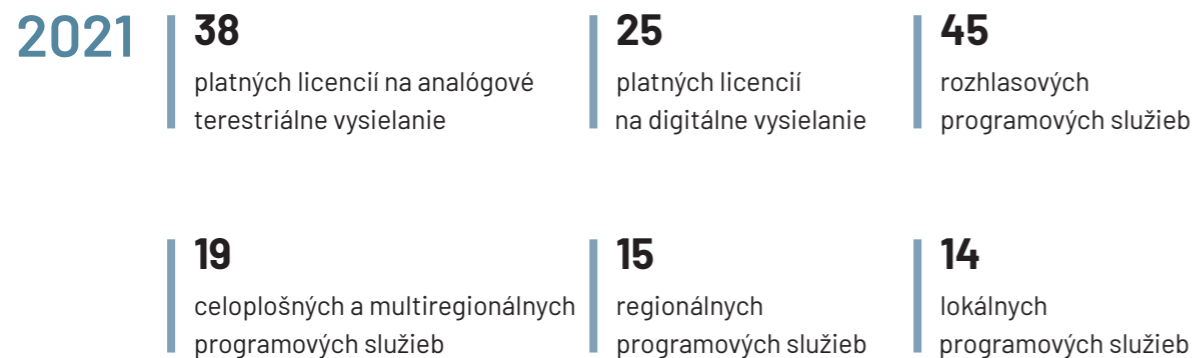 2021
38
platných licencií na analógové
terestriálne vysielanie
25
platných licencií
na digitálne vysielanie
45
rozhlasových
programových služieb
19
celoplošných a multiregionálnych
programových služieb
15
regionálnych
programových služieb
14
lokálnych
programových služieb